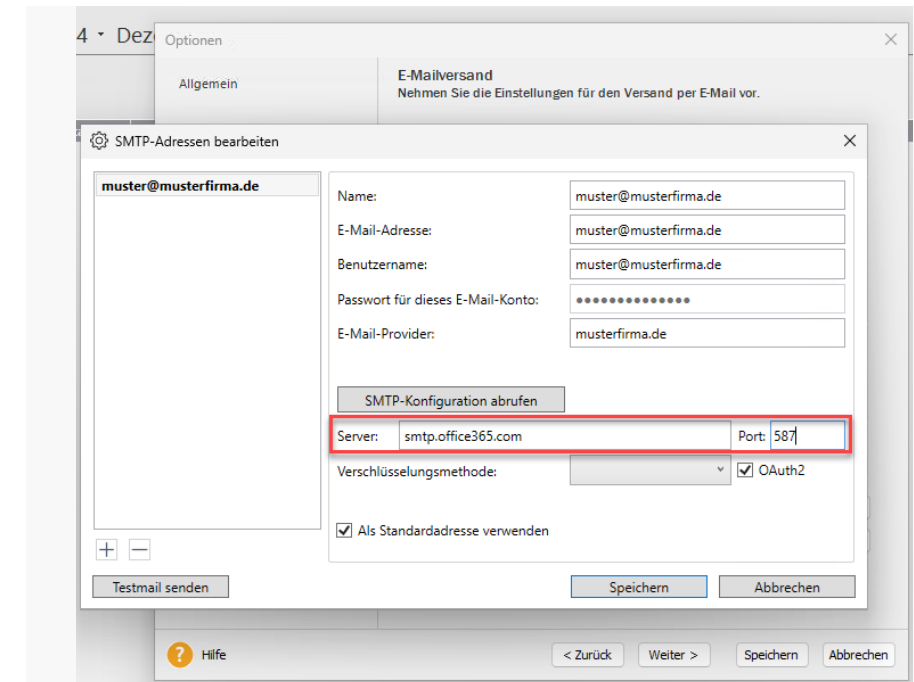 4 · Dez
Optionen
Allgemein
E-Mailversand
Nehmen Sie die Einstellungen für den Versand per E-Mail vor.
SMTP-Adressen bearbeiten
muster@musterfirma.de
Name: muster@musterfirma.de
E-Mail-Adresse: muster@musterfirma.de
Benutzername: muster@musterfirma.de
Passwort für dieses E-Mail-Konto: ●●●●●●●●●●●●●●
E-Mail-Provider: musterfirma.de
SMTP-Konfiguration abrufen
Server: smtp.office365.com Port: 587
Verschlüsselungsmethode: OAuth2
Als Standardadresse verwenden
Testmail senden Speichern Abbrechen
? Hilfe < Zurück Weiter > Speichern Abbrechen